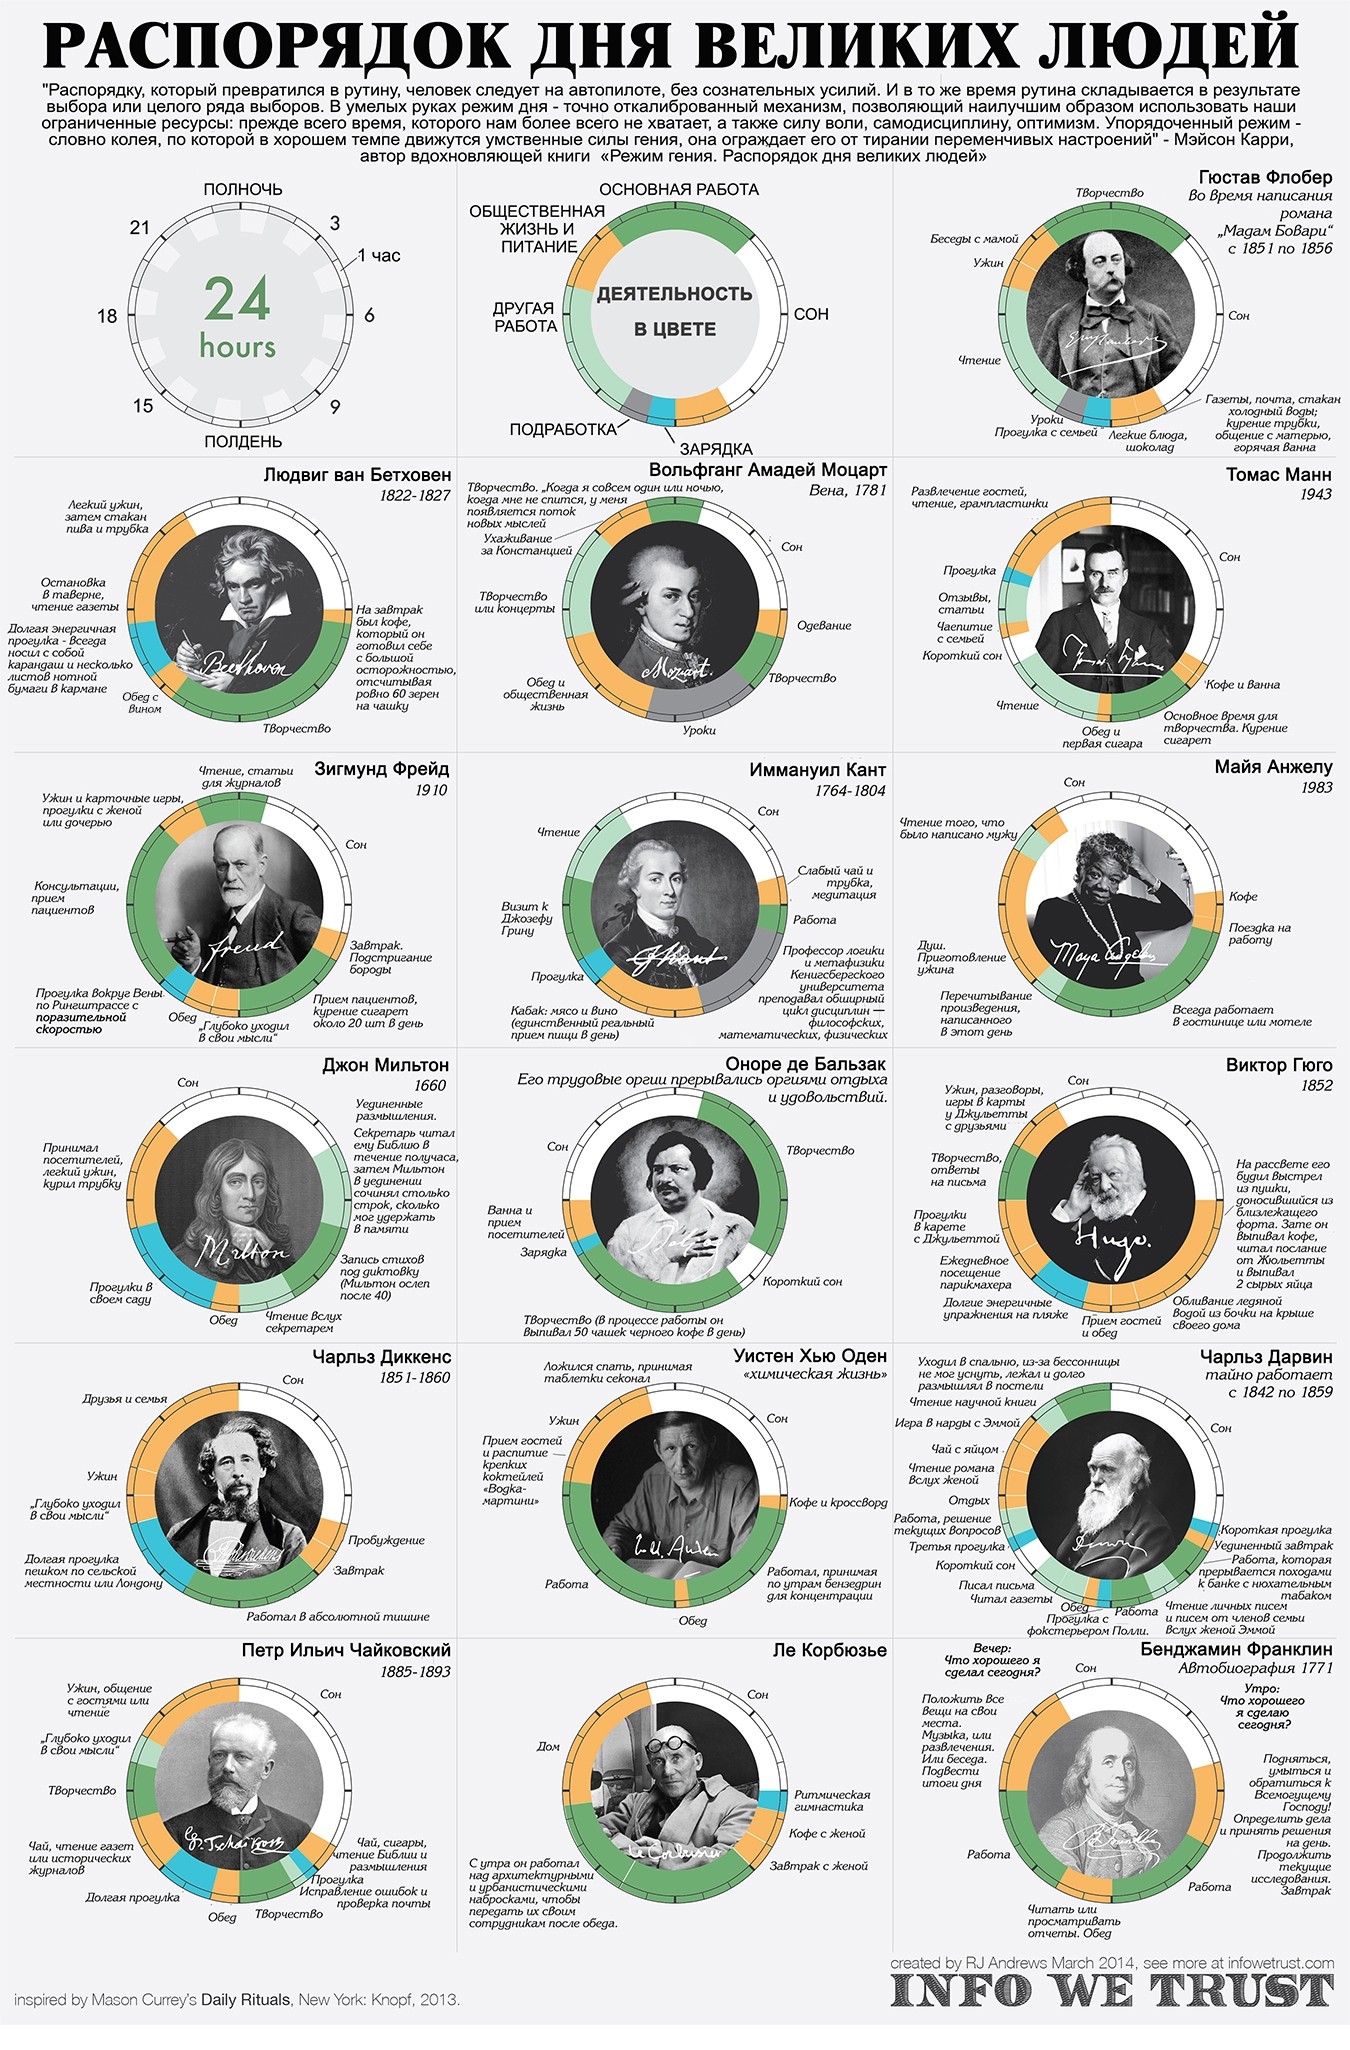 РАСПОРЯДОК ДНЯ ВЕЛИКИХ ЛЮДЕЙ
"Распорядку, который превратился в рутину, человек следует на автопилоте, без сознательных усилий. И в то же время рутина складывается в результате
выбора или целого ряда выборов. В умелых руках режим дня - точно откалиброванный механизм, позволяющий наилучшим образом использовать наши
ограниченные ресурсы: прежде всего время, которого нам более всего не хватает, а также силу воли, самодисциплину, оптимизм. Упорядоченный режим -
словно колея, по которой в хорошем темпе движутся умственные силы гения, она ограждает его от тирании переменчивых настроений" - Мэйсон Карри,
автор вдохновляющей книги «Режим гения. Распорядок дня великих людей»
ПОЛНОЧЬ
21
3
1 час
24
hours
18
6
15
9
ПОЛДЕНЬ
ОСНОВНАЯ РАБОТА
ОБЩЕСТВЕННАЯ
ЖИЗНЬ И
ПИТАНИЕ
ДЕЯТЕЛЬНОСТЬ
В ЦВЕТЕ
ДРУГАЯ
РАБОТА
СОН
ПОДРАБОТКА
ЗАРЯДКА
Гюстав Флобер
Во время написания
романа
„Мадам Бовари“
с 1851 по 1856
Творчество
Беседы с мамой
Ужин
Сон
Чтение
Уроки
Прогулка с семьей
Легкие блюда,
шоколад
Газеты, почта, стакан
холодный воды;
курение трубки,
общение с матерью,
горячая ванна
Людвиг ван Бетховен
1822-1827
Легкий ужин,
затем стакан
пива и трубка
Остановка
в таверне,
чтение газеты
Долгая энергичная
прогулка - всегда
носил с собой
карандаш и несколько
листов нотной
бумаги в кармане
Обед с
вином
Творчество
На завтрак
был кофе,
который он
готовил себе
с большой
осторожностью,
отсчитывая
ровно 60 зерен
на чашку
Beethoven
Вольфганг Амадей Моцарт
Вена, 1781
Творчество. „Когда я совсем один или ночью,
когда мне не спится, у меня
появляется поток
новых мыслей
Ухаживание
за Констанцией
Сон
Творчество
или концерты
Одевание
Обед и
общественная
жизнь
Творчество
Уроки
Mozart.
Томас Манн
1943
Развлечение гостей,
чтение, грампластинки
Сон
Прогулка
Отзывы,
статьи
Чаепитие
с семьей
Короткий сон
Чтение
Обед и
первая сигара
Кофе и ванна
Основное время для
творчества. Курение
сигарет
Зигмунд Фрейд
1910
Чтение, статьи
для журналов
Ужин и карточные игры,
прогулки с женой
или дочерью
Сон
Консультации,
прием
пациентов
Завтрак.
Подстригание
бороды
Прогулка вокруг Вены
по Рингштрассе с
поразительной
скоростью
Обед
„Глубоко уходил
в свои мысли“
Прием пациентов,
курение сигарет
около 20 шт в день
freud
Иммануил Кант
1764-1804
Сон
Чтение
Слабый чай и
трубка,
медитация
Визит к
Джозефу
Грину
Работа
Прогулка
Кабак: мясо и вино
(единственный реальный
прием пищи в день)
Профессор логики
и метафизики
Кенигсбергского
университета
преподавал обширный
цикл дисциплин —
философских,
математических, физических
Kant
Майя Анжелу
1983
Сон
Чтение того, что
было написано мужу
Кофе
Поездка на
работу
Душ.
Приготовление
ужина
Перечитывание
произведения,
написанного
в этот день
Всегда работает
в гостинице или мотеле
Maya Angelou
Джон Мильтон
1660
Сон
Уединенные
размышления.
Секретарь читал
ему Библию в
течение получаса,
затем Мильтон
в уединении
сочинял столько
строк, сколько
мог удержать
в памяти
Принимал
посетителей,
легкий ужин,
курил трубку
Прогулки в
своем саду
Обед
Чтение вслух
секретарем
Запись стихов
под диктовку
(Мильтон ослеп
после 40)
Milton
Оноре де Бальзак
Его трудовые оргии прерывались оргиями отдыха
и удовольствий.
Сон
Творчество
Ванна и
прием
посетителей
Зарядка
Короткий сон
Творчество (в процессе работы он
выпивал 50 чашек черного кофе в день)
Виктор Гюго
1852
Сон
Ужин, разговоры,
игры в карты
у Джульетты
с друзьями
Творчество,
ответы
на письма
Прогулки
в карете
с Джульеттой
Ежедневное
посещение
парикмахера
Долгие энергичные
упражнения на пляже
Прием гостей
и обед
На рассвете его
будил выстрел
из пушки,
доносившийся из
близлежащего
форта. Зате он
выпивал кофе,
читал послание
от Жюльетты
и выпивал
2 сырых яйца
Обливание ледяной
водой из бочки на крыше
своего дома
Hugo.
Чарльз Диккенс
1851-1860
Сон
Друзья и семья
Ужин
„Глубоко уходил
в свои мысли“
Долгая прогулка
пешком по сельской
местности или Лондону
Пробуждение
Завтрак
Работал в абсолютной тишине
Уистен Хью Оден
«химическая жизнь»
Ложился спать, принимая
таблетки секонал
Сон
Ужин
Прием гостей
и распитие
крепких
коктейлей
«Водка-
мартини»
Кофе и кроссворд
Работа
Обед
Работал, принимая
по утрам бензедрин
для концентрации
Чарльз Дарвин
тайно работает
с 1842 по 1859
Уходил в спальню, из-за бессонницы
не мог уснуть, лежал и долго
размышлял в постели
Чтение научной книги
Игра в нарды с Эммой
Чай с яйцом
Чтение романа
вслух женой
Отдых
Работа, решение
текущих вопросов
Третья прогулка
Короткий сон
Писал письма
Читал газеты
Обед
Прогулка с
фокстерьером Полли.
Работа
Сон
Короткая прогулка
Уединенный завтрак
Работа, которая
прерывается походами
к банке с нюхательным
табаком
Чтение личных писем
и писем от членов семьи
вслух женой Эммой
Петр Ильич Чайковский
1885-1893
Ужин, общение
с гостями или
чтение
Сон
„Глубоко уходил
в свои мысли“
Творчество
Чай, чтение газет
или исторических
журналов
Долгая прогулка
Обед
Творчество
Чай, сигары,
чтение Библии и
размышления
Прогулка
Исправление ошибок и
проверка почты
Ле Корбюзье
Сон
Дом
Ритмическая
гимнастика
Кофе с женой
Завтрак с женой
С утра он работал
над архитектурными
и урбанистическими
набросками, чтобы
передать их своим
сотрудникам после обеда.
Le Corbusier
Бенджамин Франклин
Автобиография 1771
Вечер:
Что хорошего я
сделал сегодня?
Сон
Утро:
Что хорошего
я сделаю
сегодня?
Положить все
вещи на свои
места.
Музыка, или
развлечения.
Или беседа.
Подвести
итоги дня
Подняться,
умыться и
обратиться к
Всемогущему
Господу!
Определить дела
и принять решения
на день.
Продолжить
текущие
исследования.
Завтрак
Работа
Работа
Читать или
просматривать
отчеты. Обед
created by RJ Andrews March 2014, see more at infowetrust.com
INFO WE TRUST
inspired by Mason Currey's Daily Rituals, New York: Knopf, 2013.